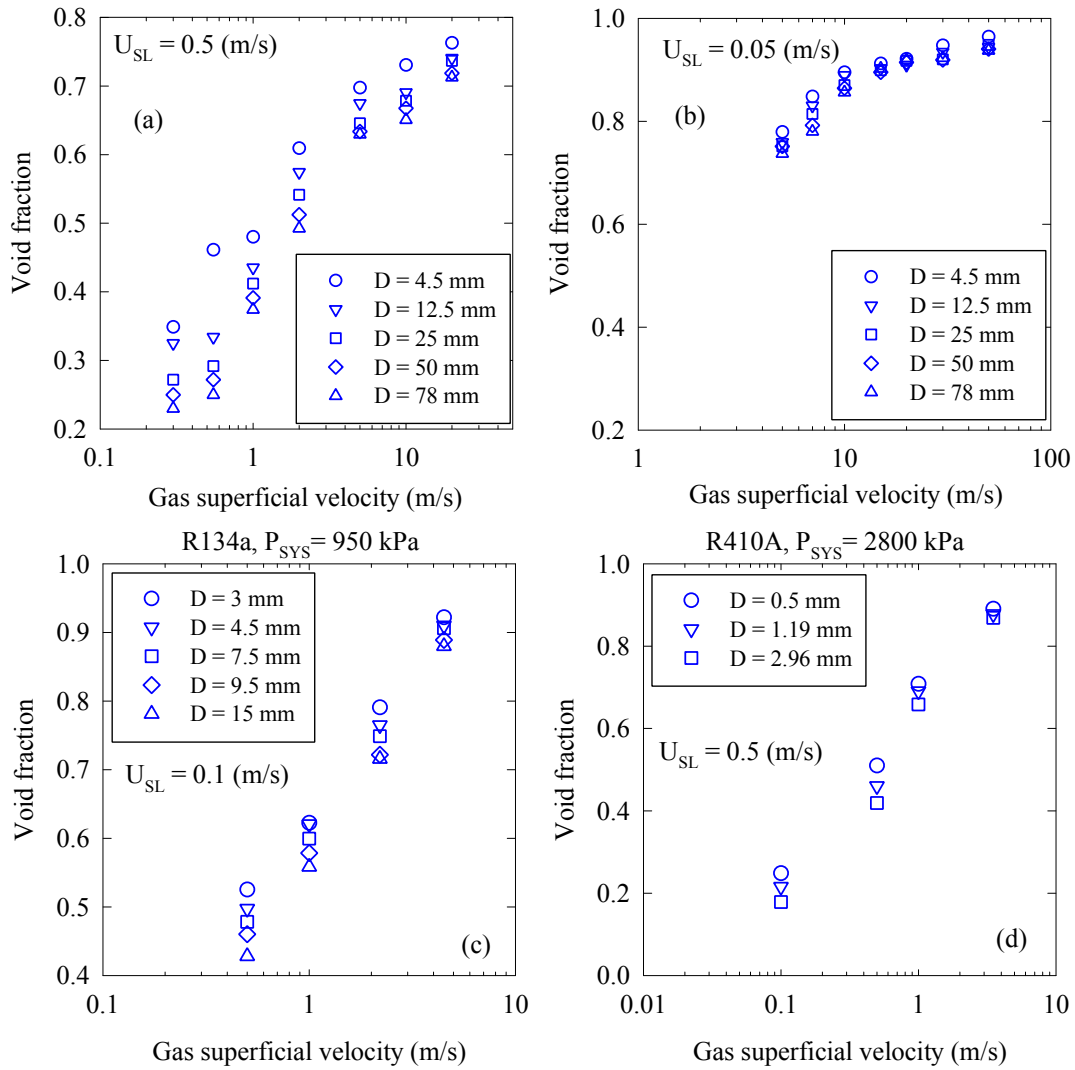 0.8
0.7
0.6
0.5
0.4
0.3
0.2
0.1
1
10
Void fraction
Gas superficial velocity (m/s)
U_SL = 0.5 (m/s)
(a)
D = 4.5 mm
D = 12.5 mm
D = 25 mm
D = 50 mm
D = 78 mm
1.0
0.8
0.6
0.4
0.2
1
10
100
Void fraction
Gas superficial velocity (m/s)
U_SL = 0.05 (m/s)
(b)
D = 4.5 mm
D = 12.5 mm
D = 25 mm
D = 50 mm
D = 78 mm
R134a, P_SYS= 950 kPa
1.0
0.9
0.8
0.7
0.6
0.5
0.4
0.1
1
10
Void fraction
Gas superficial velocity (m/s)
D = 3 mm
D = 4.5 mm
D = 7.5 mm
D = 9.5 mm
D = 15 mm
U_SL = 0.1 (m/s)
(c)
R410A, P_SYS= 2800 kPa
1.0
0.8
0.6
0.4
0.2
0.0
0.01
0.1
1
10
Void fraction
Gas superficial velocity (m/s)
D = 0.5 mm
D = 1.19 mm
D = 2.96 mm
U_SL = 0.5 (m/s)
(d)